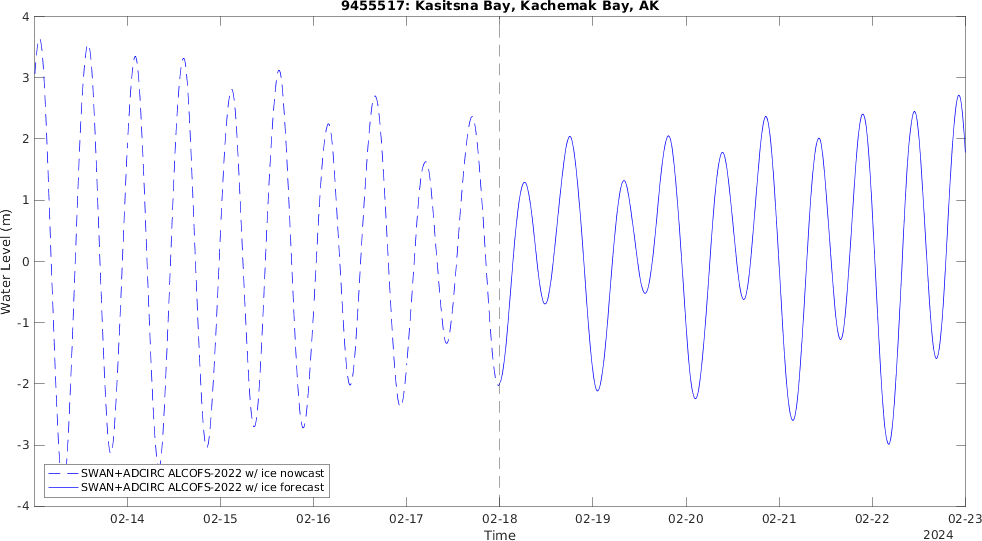 9455517: Kasitsna Bay, Kachemak Bay, AK
4
3
2
1
0
-1
-2
-3
-4
Water Level (m)
SWAN+ADCIRC ALCOFS-2022 w/ ice nowcast
SWAN+ADCIRC ALCOFS-2022 w/ ice forecast
02-14 02-15 02-16 02-17 02-18 02-19 02-20 02-21 02-22 02-23
Time 2024